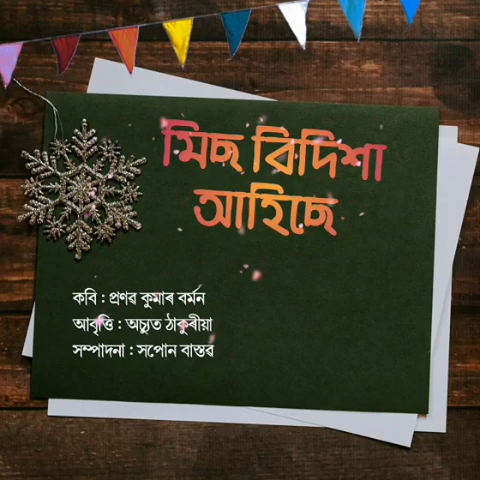 মিছ বিদিশা
আহিছে
কবি : প্ৰণৱ কুমাৰ বৰ্মন
আবৃত্তি : অচ্যুত ঠাকুৰীয়া
সম্পাদনা : সপোন বাস্তৱ